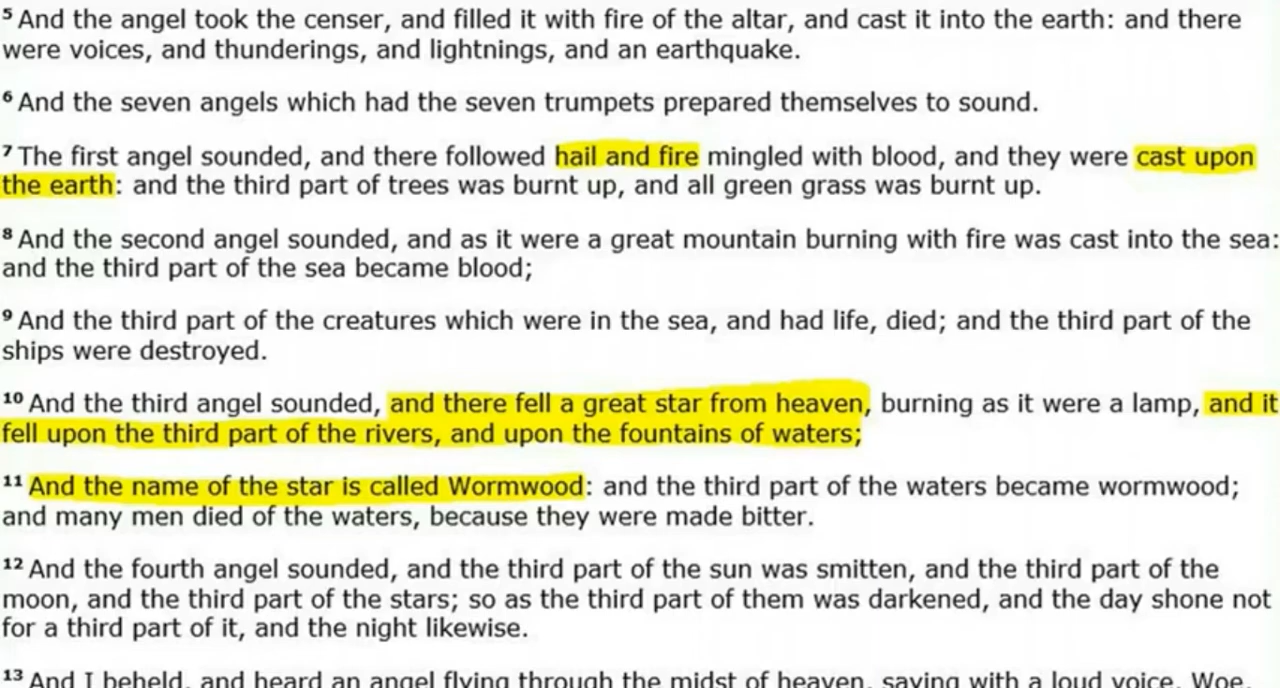 5 And the angel took the censer, and filled it with fire of the altar, and cast it into the earth: and there
were voices, and thunderings, and lightnings, and an earthquake.
6 And the seven angels which had the seven trumpets prepared themselves to sound.
7 The first angel sounded, and there followed hail and fire mingled with blood, and they were cast upon
the earth: and the third part of trees was burnt up, and all green grass was burnt up.
8 And the second angel sounded, and as it were a great mountain burning with fire was cast into the sea:
and the third part of the sea became blood;
9 And the third part of the creatures which were in the sea, and had life, died; and the third part of the
ships were destroyed.
10 And the third angel sounded, and there fell a great star from heaven, burning as it were a lamp, and it
fell upon the third part of the rivers, and upon the fountains of waters;
11 And the name of the star is called Wormwood: and the third part of the waters became wormwood;
and many men died of the waters, because they were made bitter.
12 And the fourth angel sounded, and the third part of the sun was smitten, and the third part of the
moon, and the third part of the stars; so as the third part of them was darkened, and the day shone not
for a third part of it, and the night likewise.
13 And I beheld, and heard an angel flying through the midst of heaven, saying with a loud voice, Woe,